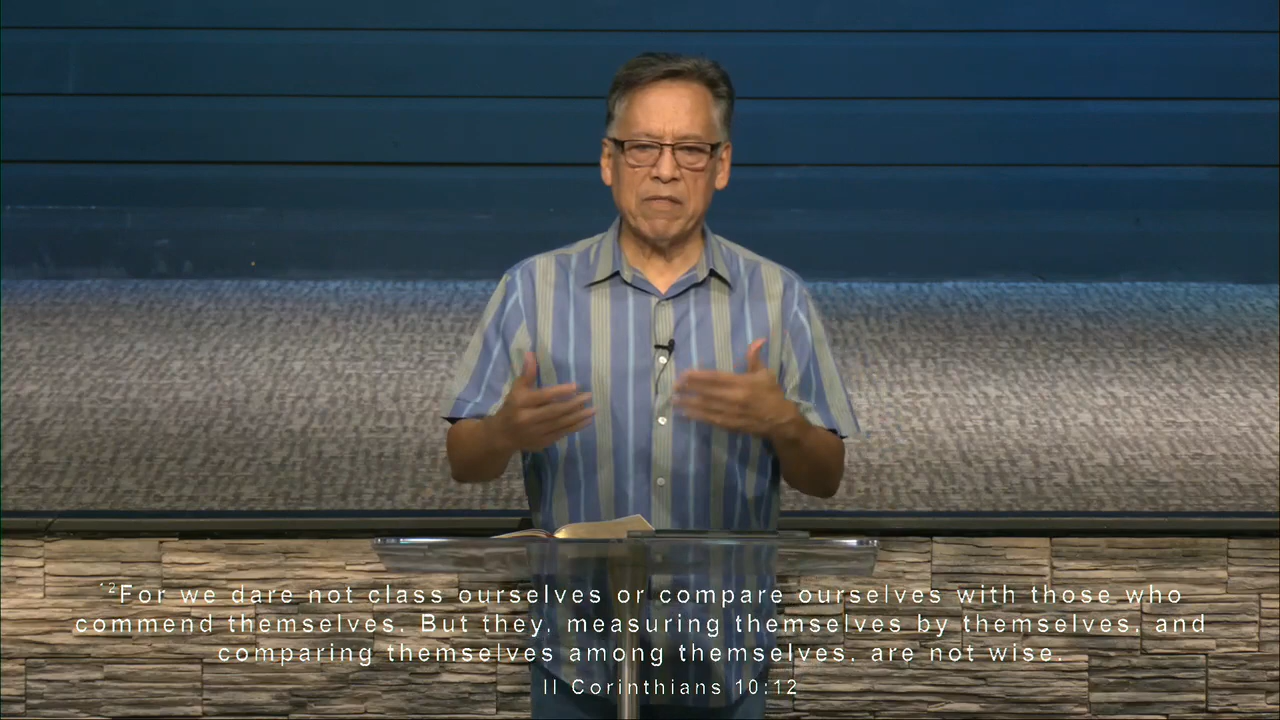 ¹²For we dare not class ourselves or compare ourselves with those who
commend themselves. But they, measuring themselves by themselves, and
comparing themselves among themselves, are not wise.
II Corinthians 10:12